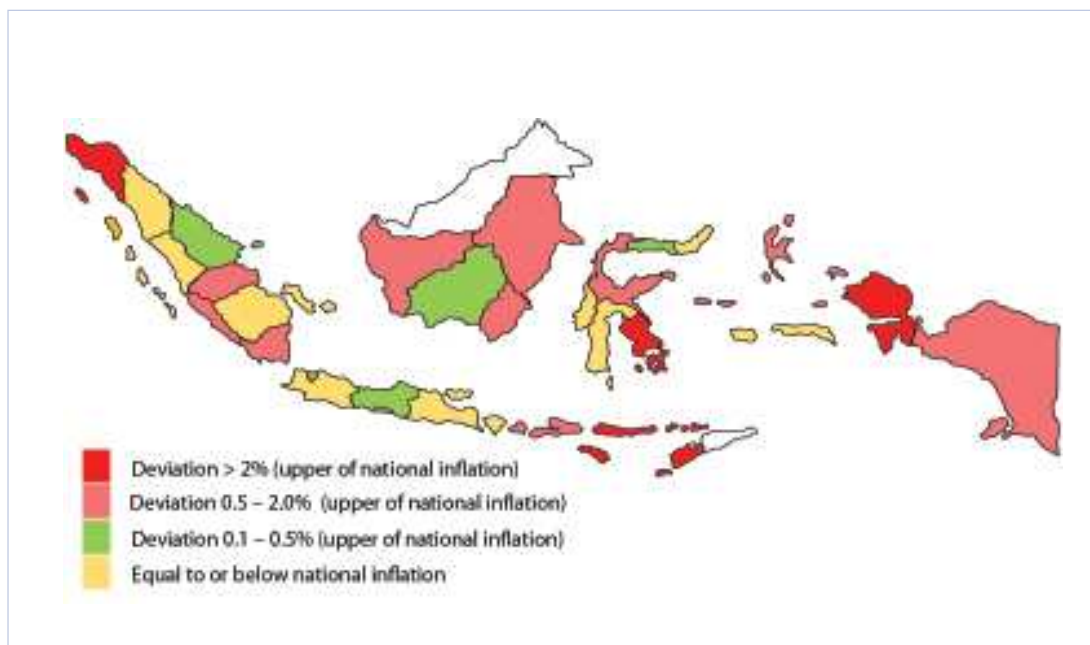 Deviation > 2% (upper of national inflation)
Deviation 0.5 – 2.0% (upper of national inflation)
Deviation 0.1 – 0.5% (upper of national inflation)
Equal to or below national inflation